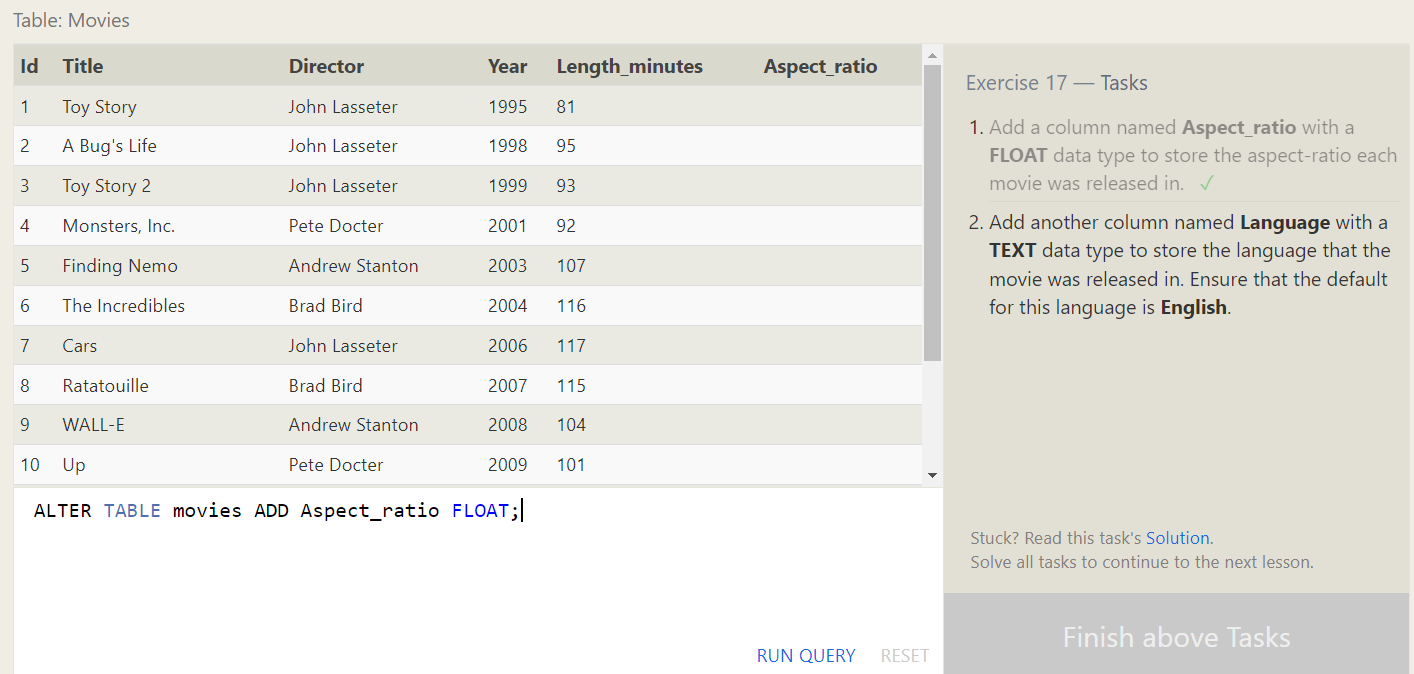 Table: Movies
Id Title Director Year Length_minutes Aspect_ratio
1 Toy Story John Lasseter 1995 81
2 A Bug's Life John Lasseter 1998 95
3 Toy Story 2 John Lasseter 1999 93
4 Monsters, Inc. Pete Docter 2001 92
5 Finding Nemo Andrew Stanton 2003 107
6 The Incredibles Brad Bird 2004 116
7 Cars John Lasseter 2006 117
8 Ratatouille Brad Bird 2007 115
9 WALL-E Andrew Stanton 2008 104
10 Up Pete Docter 2009 101
ALTER TABLE movies ADD Aspect_ratio FLOAT;
RUN QUERY RESET
Exercise 17 — Tasks
1. Add a column named Aspect_ratio with a
FLOAT data type to store the aspect-ratio each
movie was released in. ✓
2. Add another column named Language with a
TEXT data type to store the language that the
movie was released in. Ensure that the default
for this language is English.
Stuck? Read this task's Solution.
Solve all tasks to continue to the next lesson.
Finish above Tasks